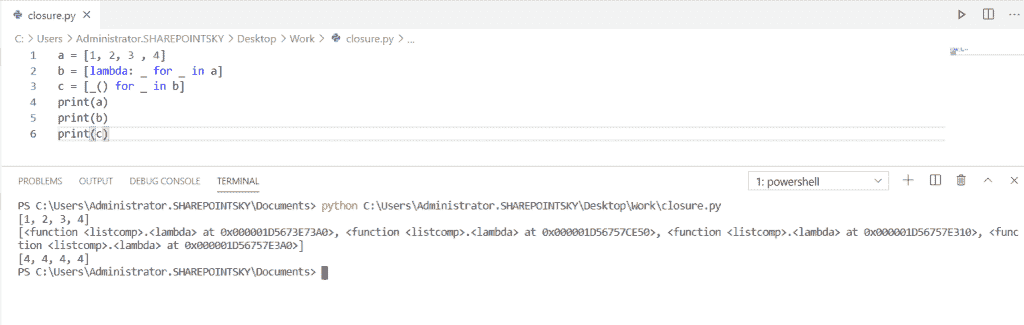 closure.py
C: > Users > Administrator.SHAREPOINTSKY > Desktop > Work > closure.py > ...
1 a = [1, 2, 3 , 4]
2 b = [lambda: _ for _ in a]
3 c = [_() for _ in b]
4 print(a)
5 print(b)
6 print(c)
PROBLEMS OUTPUT DEBUG CONSOLE TERMINAL 1: powershell
PS C:\Users\Administrator.SHAREPOINTSKY\Documents> python C:\Users\Administrator.SHAREPOINTSKY\Desktop\Work\closure.py
[1, 2, 3, 4]
[<function <listcomp>.<lambda> at 0x000001D5673E73A0>, <function <listcomp>.<lambda> at 0x000001D56757CE50>, <function <listcomp>.<lambda> at 0x000001D56757E310>, <func
tion <listcomp>.<lambda> at 0x000001D56757E3A0>]
[4, 4, 4, 4]
PS C:\Users\Administrator.SHAREPOINTSKY\Documents>